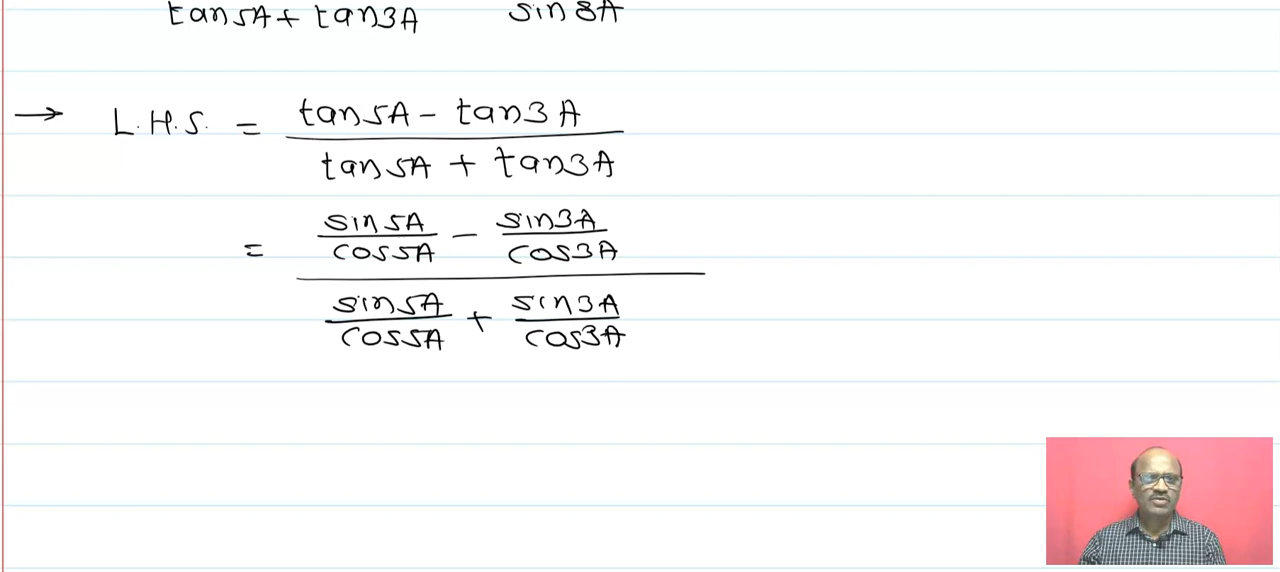 tan5A + tan3A sin8A
→ L.H.S. = tan5A - tan3A
tan5A + tan3A
= sin5A/cos5A - sin3A/cos3A
sin5A/cos5A + sin3A/cos3A